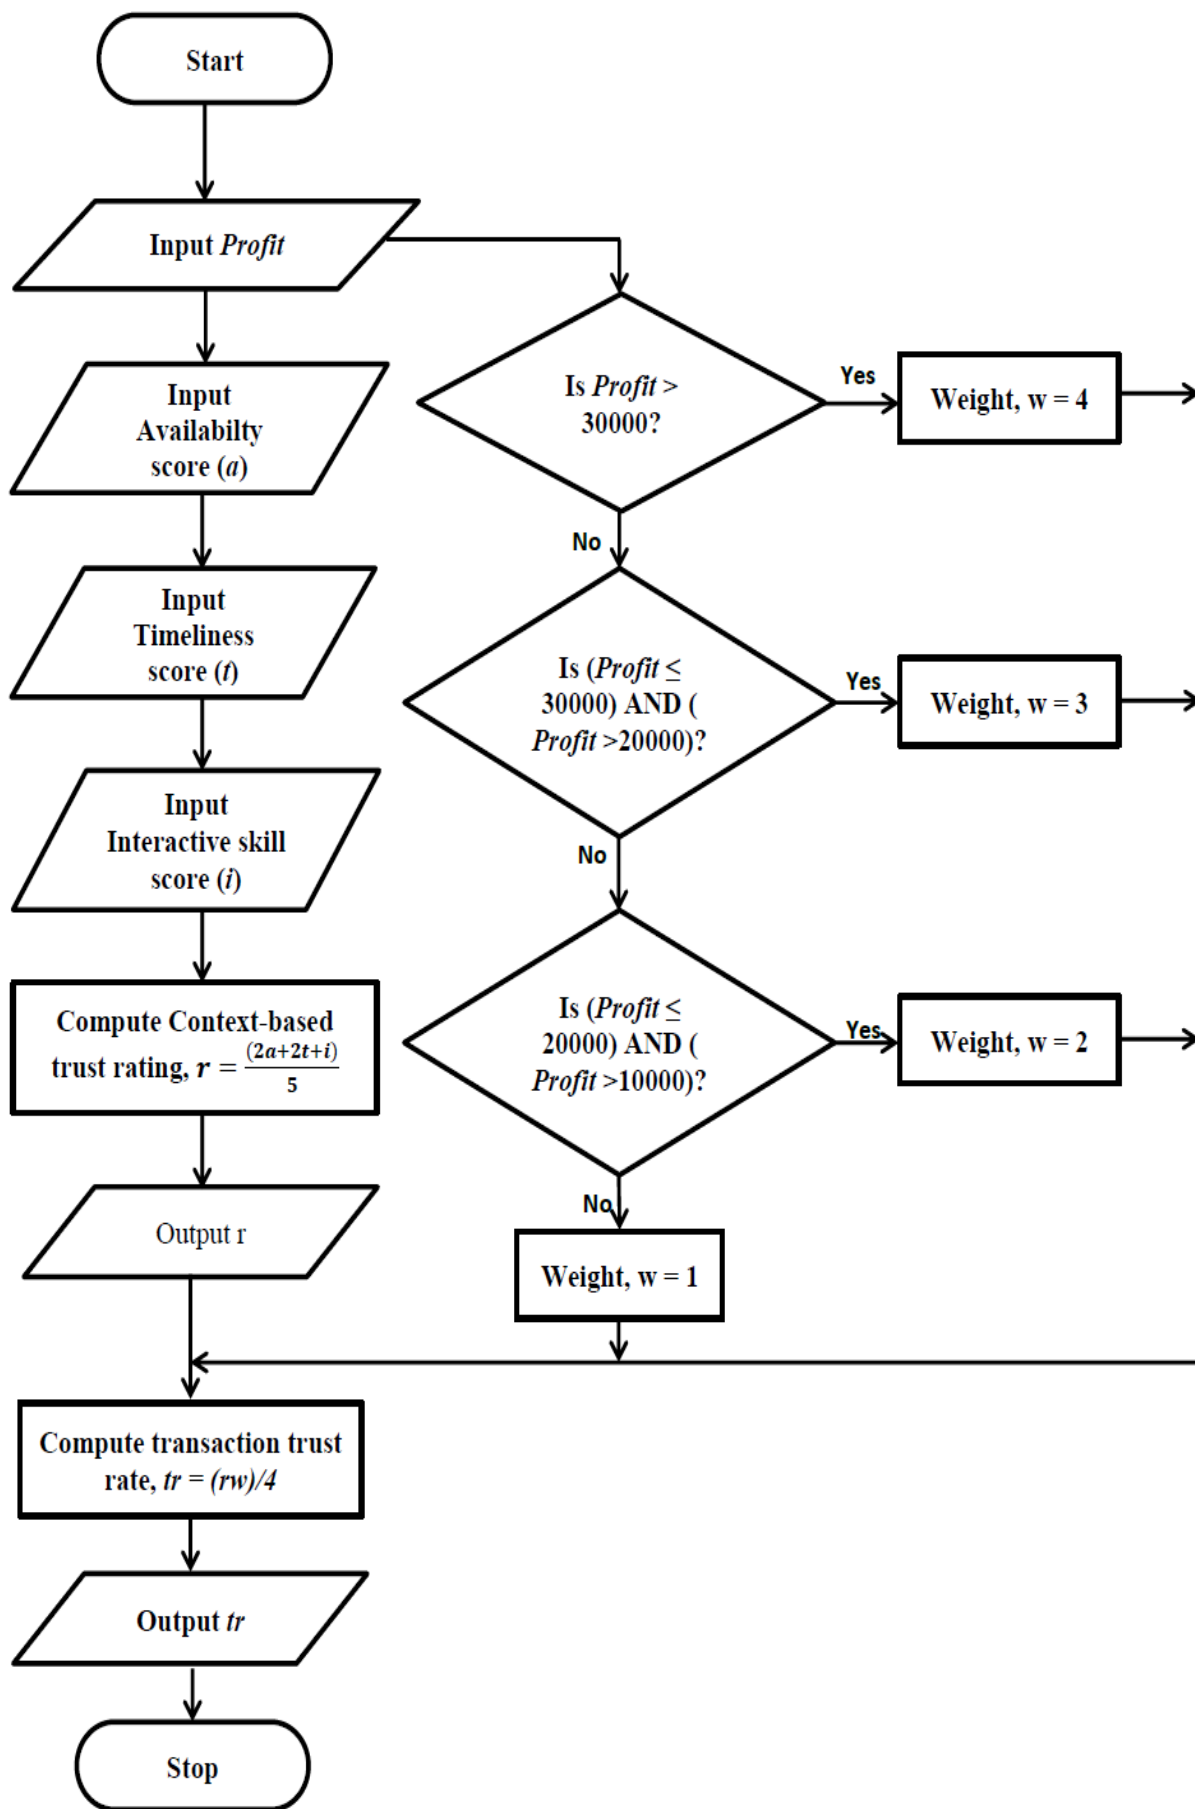 Start
Input Profit
Input
Availabilty
score (a)
Input
Timeliness
score (t)
Input
Interactive skill
score (i)
Compute Context-based
trust rating, r = (2a+2t+i)/5
Output r
Is Profit >
30000?
Yes
Weight, w = 4
No
Is (Profit ≤
30000) AND (
Profit >20000)?
Yes
Weight, w = 3
No
Is (Profit ≤
20000) AND (
Profit >10000)?
Yes
Weight, w = 2
No
Weight, w = 1
Compute transaction trust
rate, tr = (rw)/4
Output tr
Stop